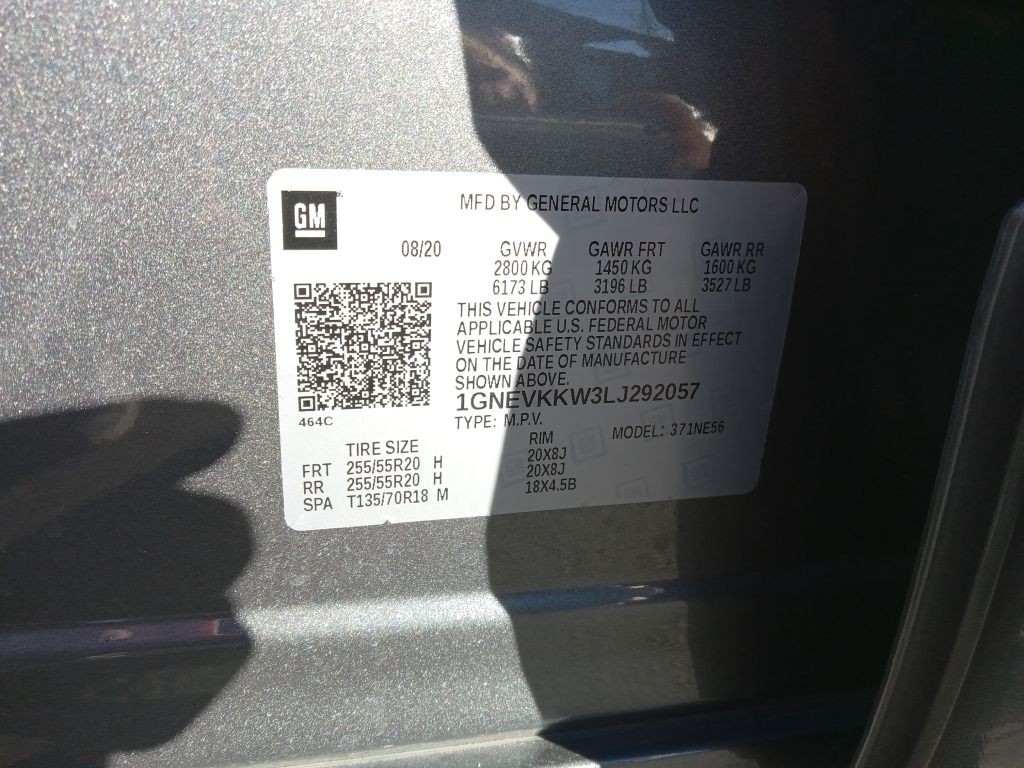 GM
MFD BY GENERAL MOTORS LLC
08/20 GVWR GAWR FRT GAWR RR
2800 KG 1450 KG 1600 KG
6173 LB 3196 LB 3527 LB
THIS VEHICLE CONFORMS TO ALL
APPLICABLE U.S. FEDERAL MOTOR
VEHICLE SAFETY STANDARDS IN EFFECT
ON THE DATE OF MANUFACTURE
SHOWN ABOVE.
1GNEVKKW3LJ292057
464C
TYPE: M.P.V. MODEL: 371NE56
TIRE SIZE RIM
FRT 255/55R20 H 20X8J
RR 255/55R20 H 20X8J
SPA T135/70R18 M 18X4.5B